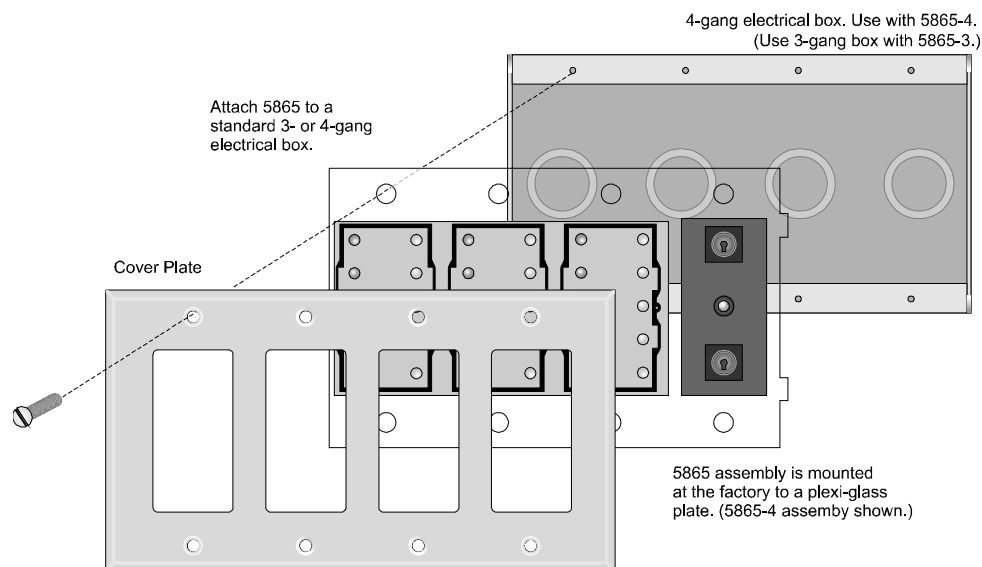 4-gang electrical box. Use with 5865-4.
(Use 3-gang box with 5865-3.)
Attach 5865 to a
standard 3- or 4-gang
electrical box.
Cover Plate
5865 assembly is mounted
at the factory to a plexi-glass
plate. (5865-4 assemby shown.)